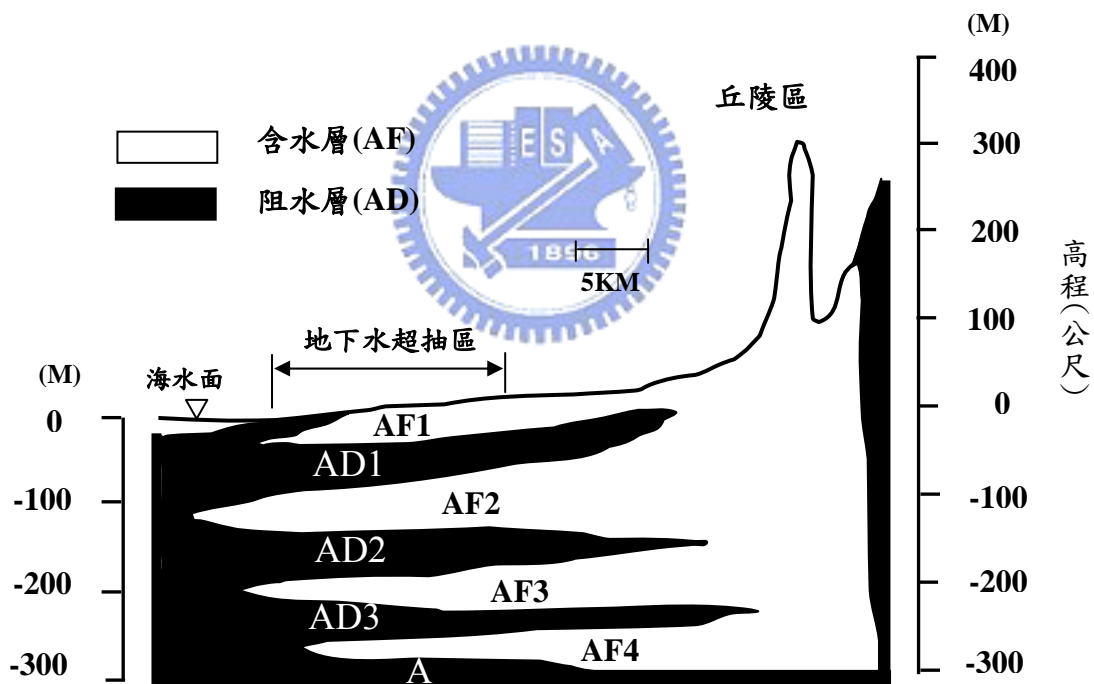 (M)
400
丘陵區
300
含水層(AF)
阻水層(AD)
E S A
1896
5KM
200
高程(公尺)
100
地下水超抽區
(M)
海水面
0
0
AF1
AD1
-100
AF2
-100
AD2
-200
AF3
-200
AD3
AF4
-300
A
-300